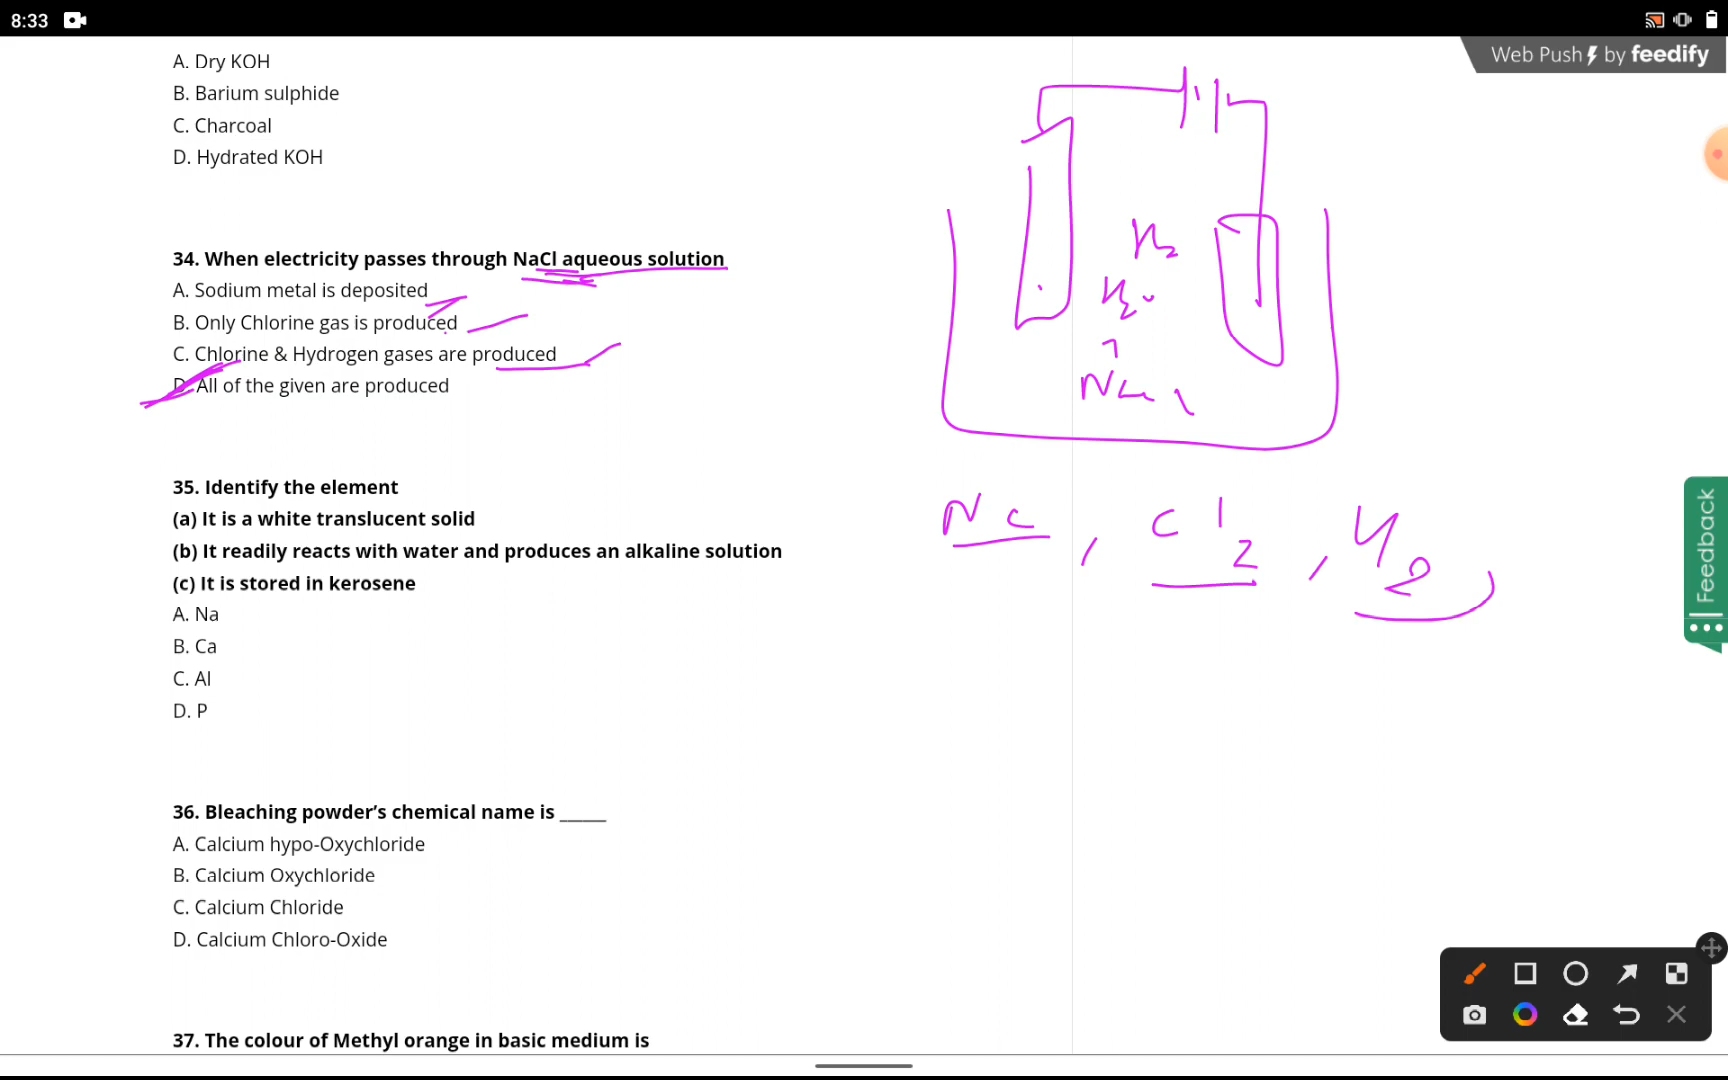 8:33
Web Push by feedify
A. Dry KOH
B. Barium sulphide
C. Charcoal
D. Hydrated KOH
34. When electricity passes through NaCl aqueous solution
A. Sodium metal is deposited
B. Only Chlorine gas is produced
C. Chlorine & Hydrogen gases are produced
D. All of the given are produced
H2
Cl2, H2
35. Identify the element
(a) It is a white translucent solid
(b) It readily reacts with water and produces an alkaline solution
(c) It is stored in kerosene
A. Na
B. Ca
C. Al
D. P
Feedback
36. Bleaching powder’s chemical name is _____
A. Calcium hypo-Oxychloride
B. Calcium Oxychloride
C. Calcium Chloride
D. Calcium Chloro-Oxide
37. The colour of Methyl orange in basic medium is